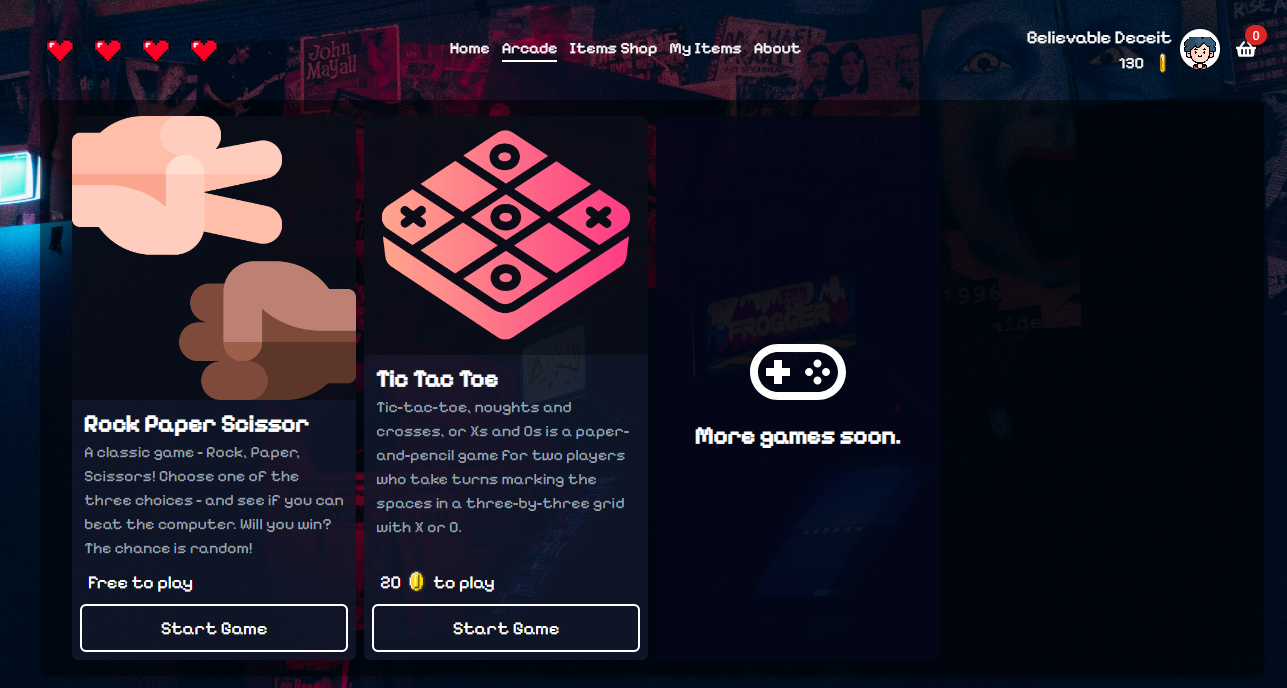 Home Arcade Items Shop My Items About
Believable Deceit
130
0
John
Mayall
Rock Paper Scissor
A classic game - Rock, Paper,
Scissors! Choose one of the
three choices - and see if you can
beat the computer. Will you win?
The chance is random!
Free to play
Start Game
Tic Tac Toe
Tic-tac-toe, noughts and
crosses, or Xs and Os is a paper-
and-pencil game for two players
who take turns marking the
spaces in a three-by-three grid
with X or O.
20 to play
Start Game
FROGGER
More games soon.
1996